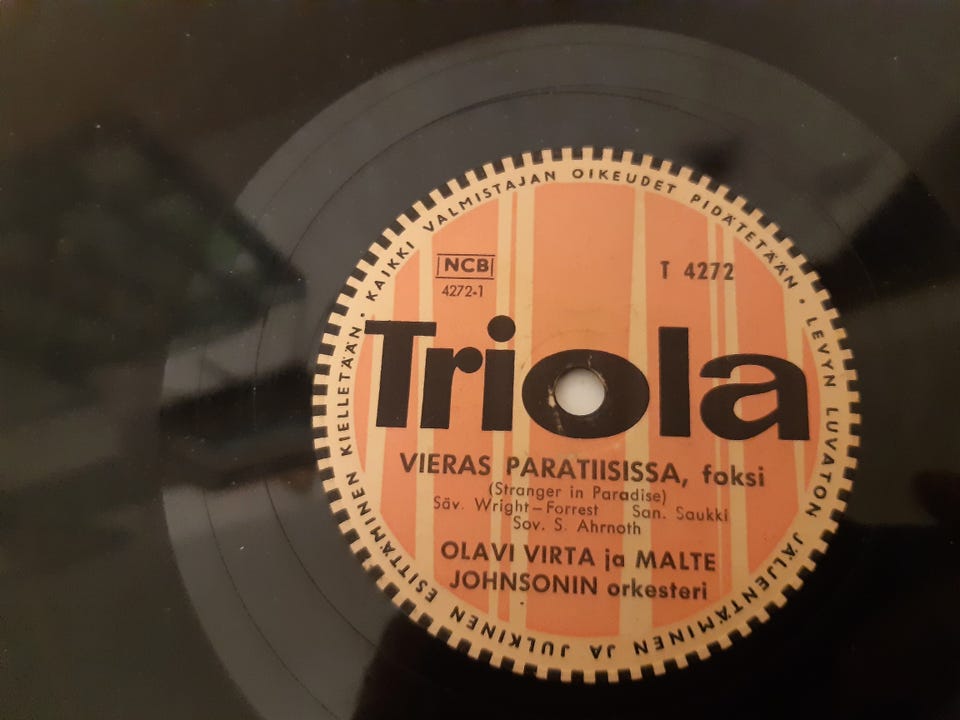 KAIKKI VALMISTAJAN OIKEUDET PIDÄTETÄÄN · LEVYN LUVATON JÄLJENTÄMINEN JA JULKINEN ESITTÄMINEN KIELLETÄÄN ·
NCB
T 4272
4272-1
Triola
VIERAS PARATIISISSA, foksi
(Stranger in Paradise)
Säv. Wright-Forrest San. Saukki
Sov. S. Ahrnoth
OLAVI VIRTA ja MALTE
JOHNSONIN orkesteri